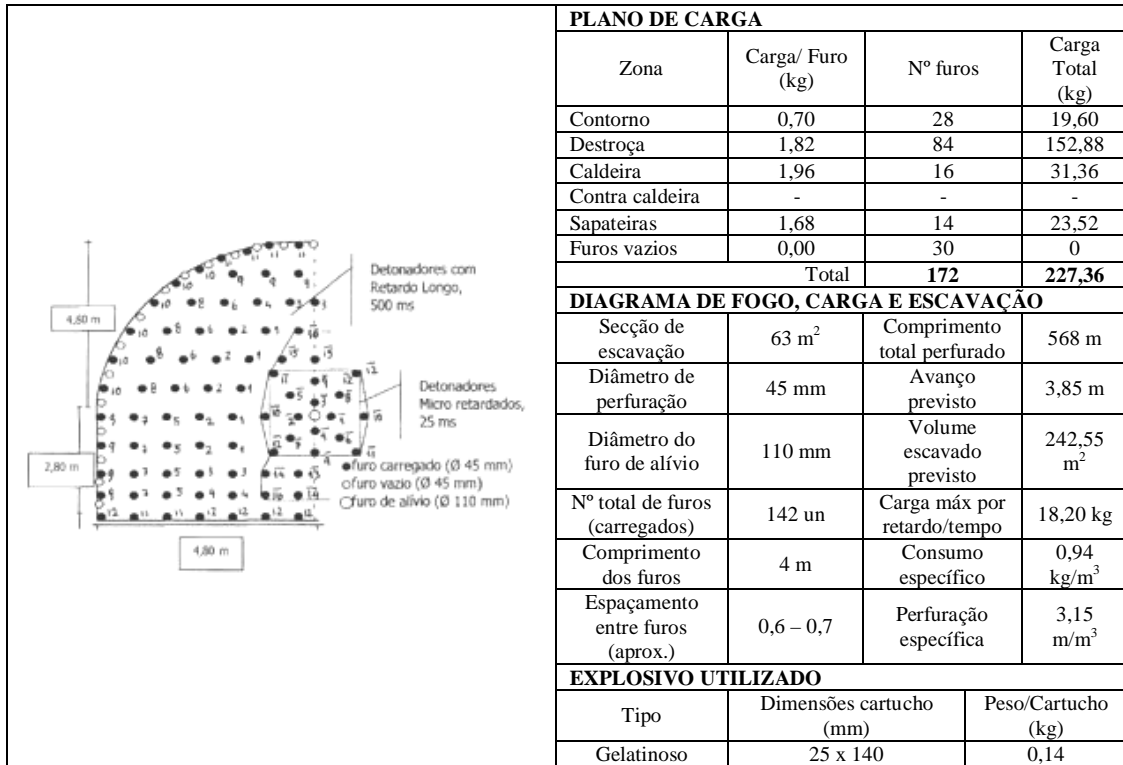 PLANO DE CARGA
Zona
Carga/ Furo
(kg)
Nº furos
Carga
Total
(kg)
Contorno 0,70 28 19,60
Destroça 1,82 84 152,88
Caldeira 1,96 16 31,36
Contra caldeira - - -
Sapateiras 1,68 14 23,52
Furos vazios 0,00 30 0
Total 172 227,36
DIAGRAMA DE FOGO, CARGA E ESCAVAÇÃO
Secção de
escavação
63 m²
Comprimento
total perfurado
568 m
Diâmetro de
perfuração
45 mm
Avanço
previsto
3,85 m
Diâmetro do
furo de alívio
110 mm
Volume
escavado
previsto
242,55
m²
Nº total de furos
(carregados)
142 un
Carga máx por
retardo/tempo
18,20 kg
Comprimento
dos furos
4 m
Consumo
específico
0,94
kg/m³
Espaçamento
entre furos
(aprox.)
0,6 – 0,7
Perfuração
específica
3,15
m/m³
EXPLOSIVO UTILIZADO
Tipo
Dimensões cartucho
(mm)
Peso/Cartucho
(kg)
Gelatinoso 25 x 140 0,14
Detonadores com
Retardo Longo,
500 ms
4,80 m
Detonadores
Micro retardados,
25 ms
2,80 m
furo carregado (Ø 45 mm)
furo vazio (Ø 45 mm)
furo de alívio (Ø 110 mm)
4,80 m